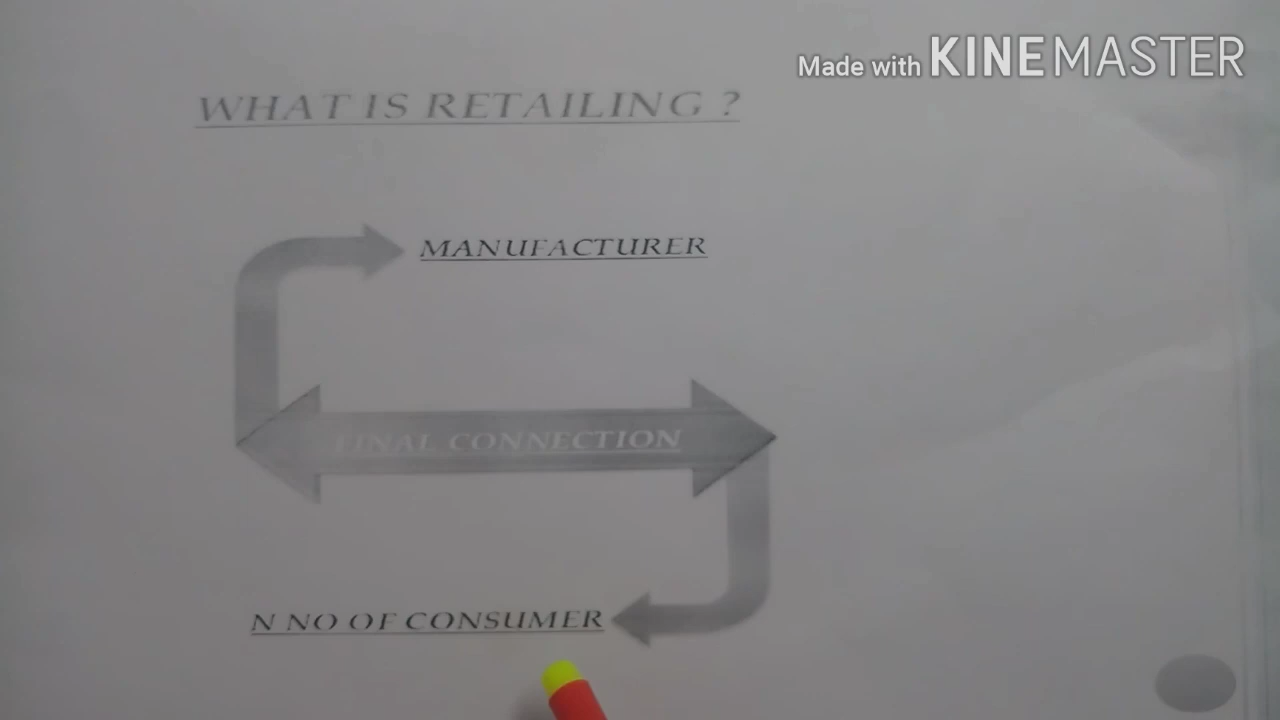 Made with KINEMASTER
WHAT IS RETAILING ?
MANUFACTURER
FINAL CONNECTION
N NO OF CONSUMER